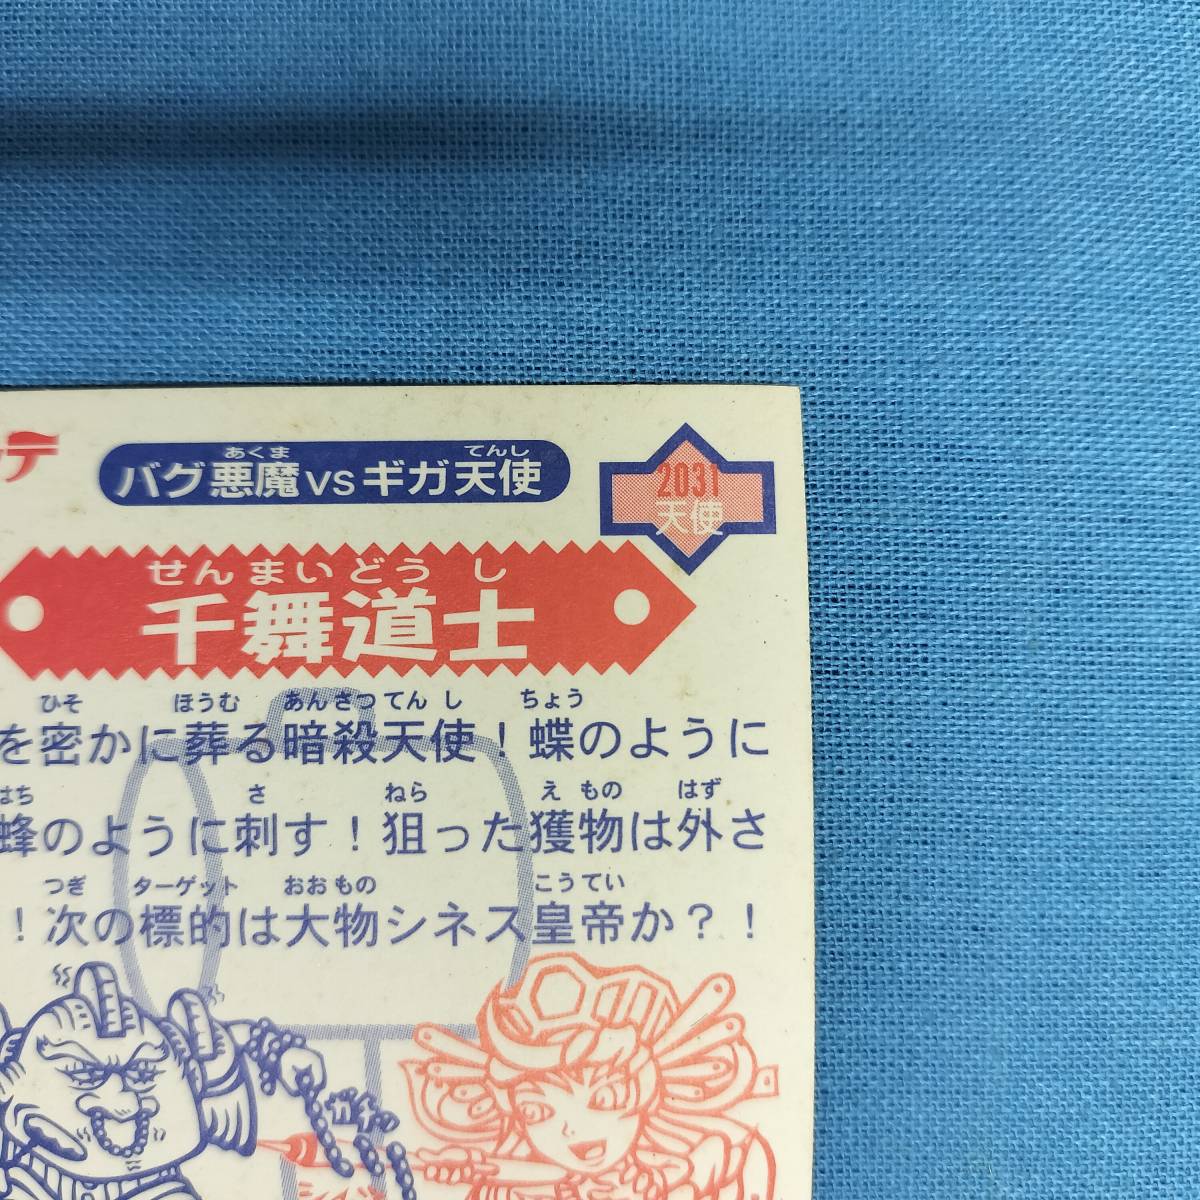 テ
あくま てんし
バグ悪魔vsギガ天使
2031
天使
せんまいどうし
千舞道士
ひそ ほうむ あんさつてんし ちょう
を密かに葬る暗殺天使！蝶のように
はち さ ねら えもの はず
蜂のように刺す！狙った獲物は外さ
つぎ ターゲット おおもの こうてい
！次の標的は大物シネス皇帝か？！